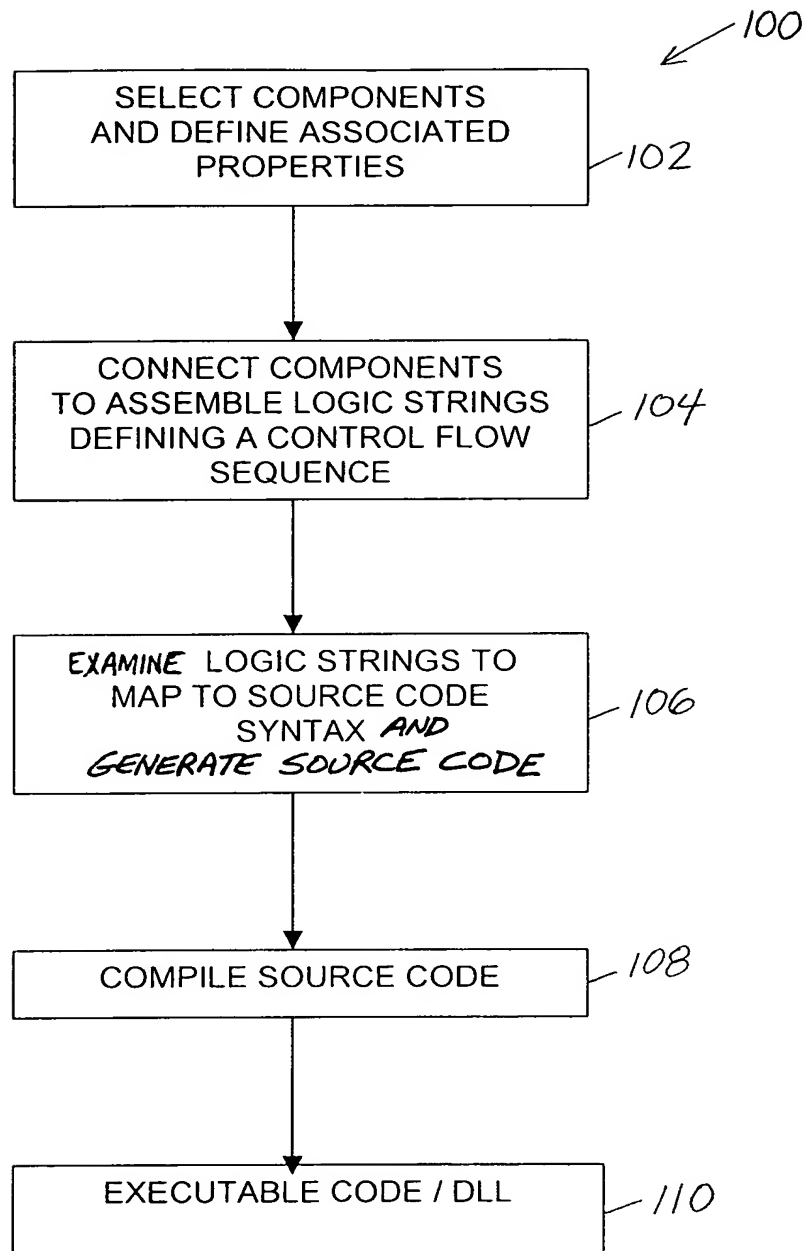 100
SELECT COMPONENTS
AND DEFINE ASSOCIATED
PROPERTIES
102
CONNECT COMPONENTS
TO ASSEMBLE LOGIC STRINGS
DEFINING A CONTROL FLOW
SEQUENCE
104
EXAMINE LOGIC STRINGS TO
MAP TO SOURCE CODE
SYNTAX AND
GENERATE SOURCE CODE
106
COMPILE SOURCE CODE
108
EXECUTABLE CODE / DLL
110